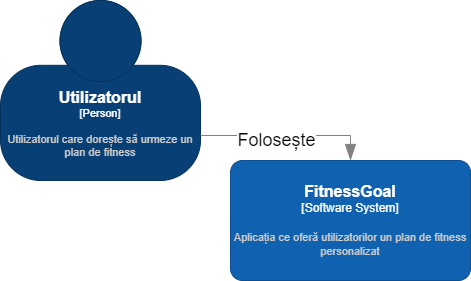 Utilizatorul
[Person]
Utilizatorul care dorește să urmeze un
plan de fitness
Folosește
FitnessGoal
[Software System]
Aplicația ce oferă utilizatorilor un plan de fitness
personalizat